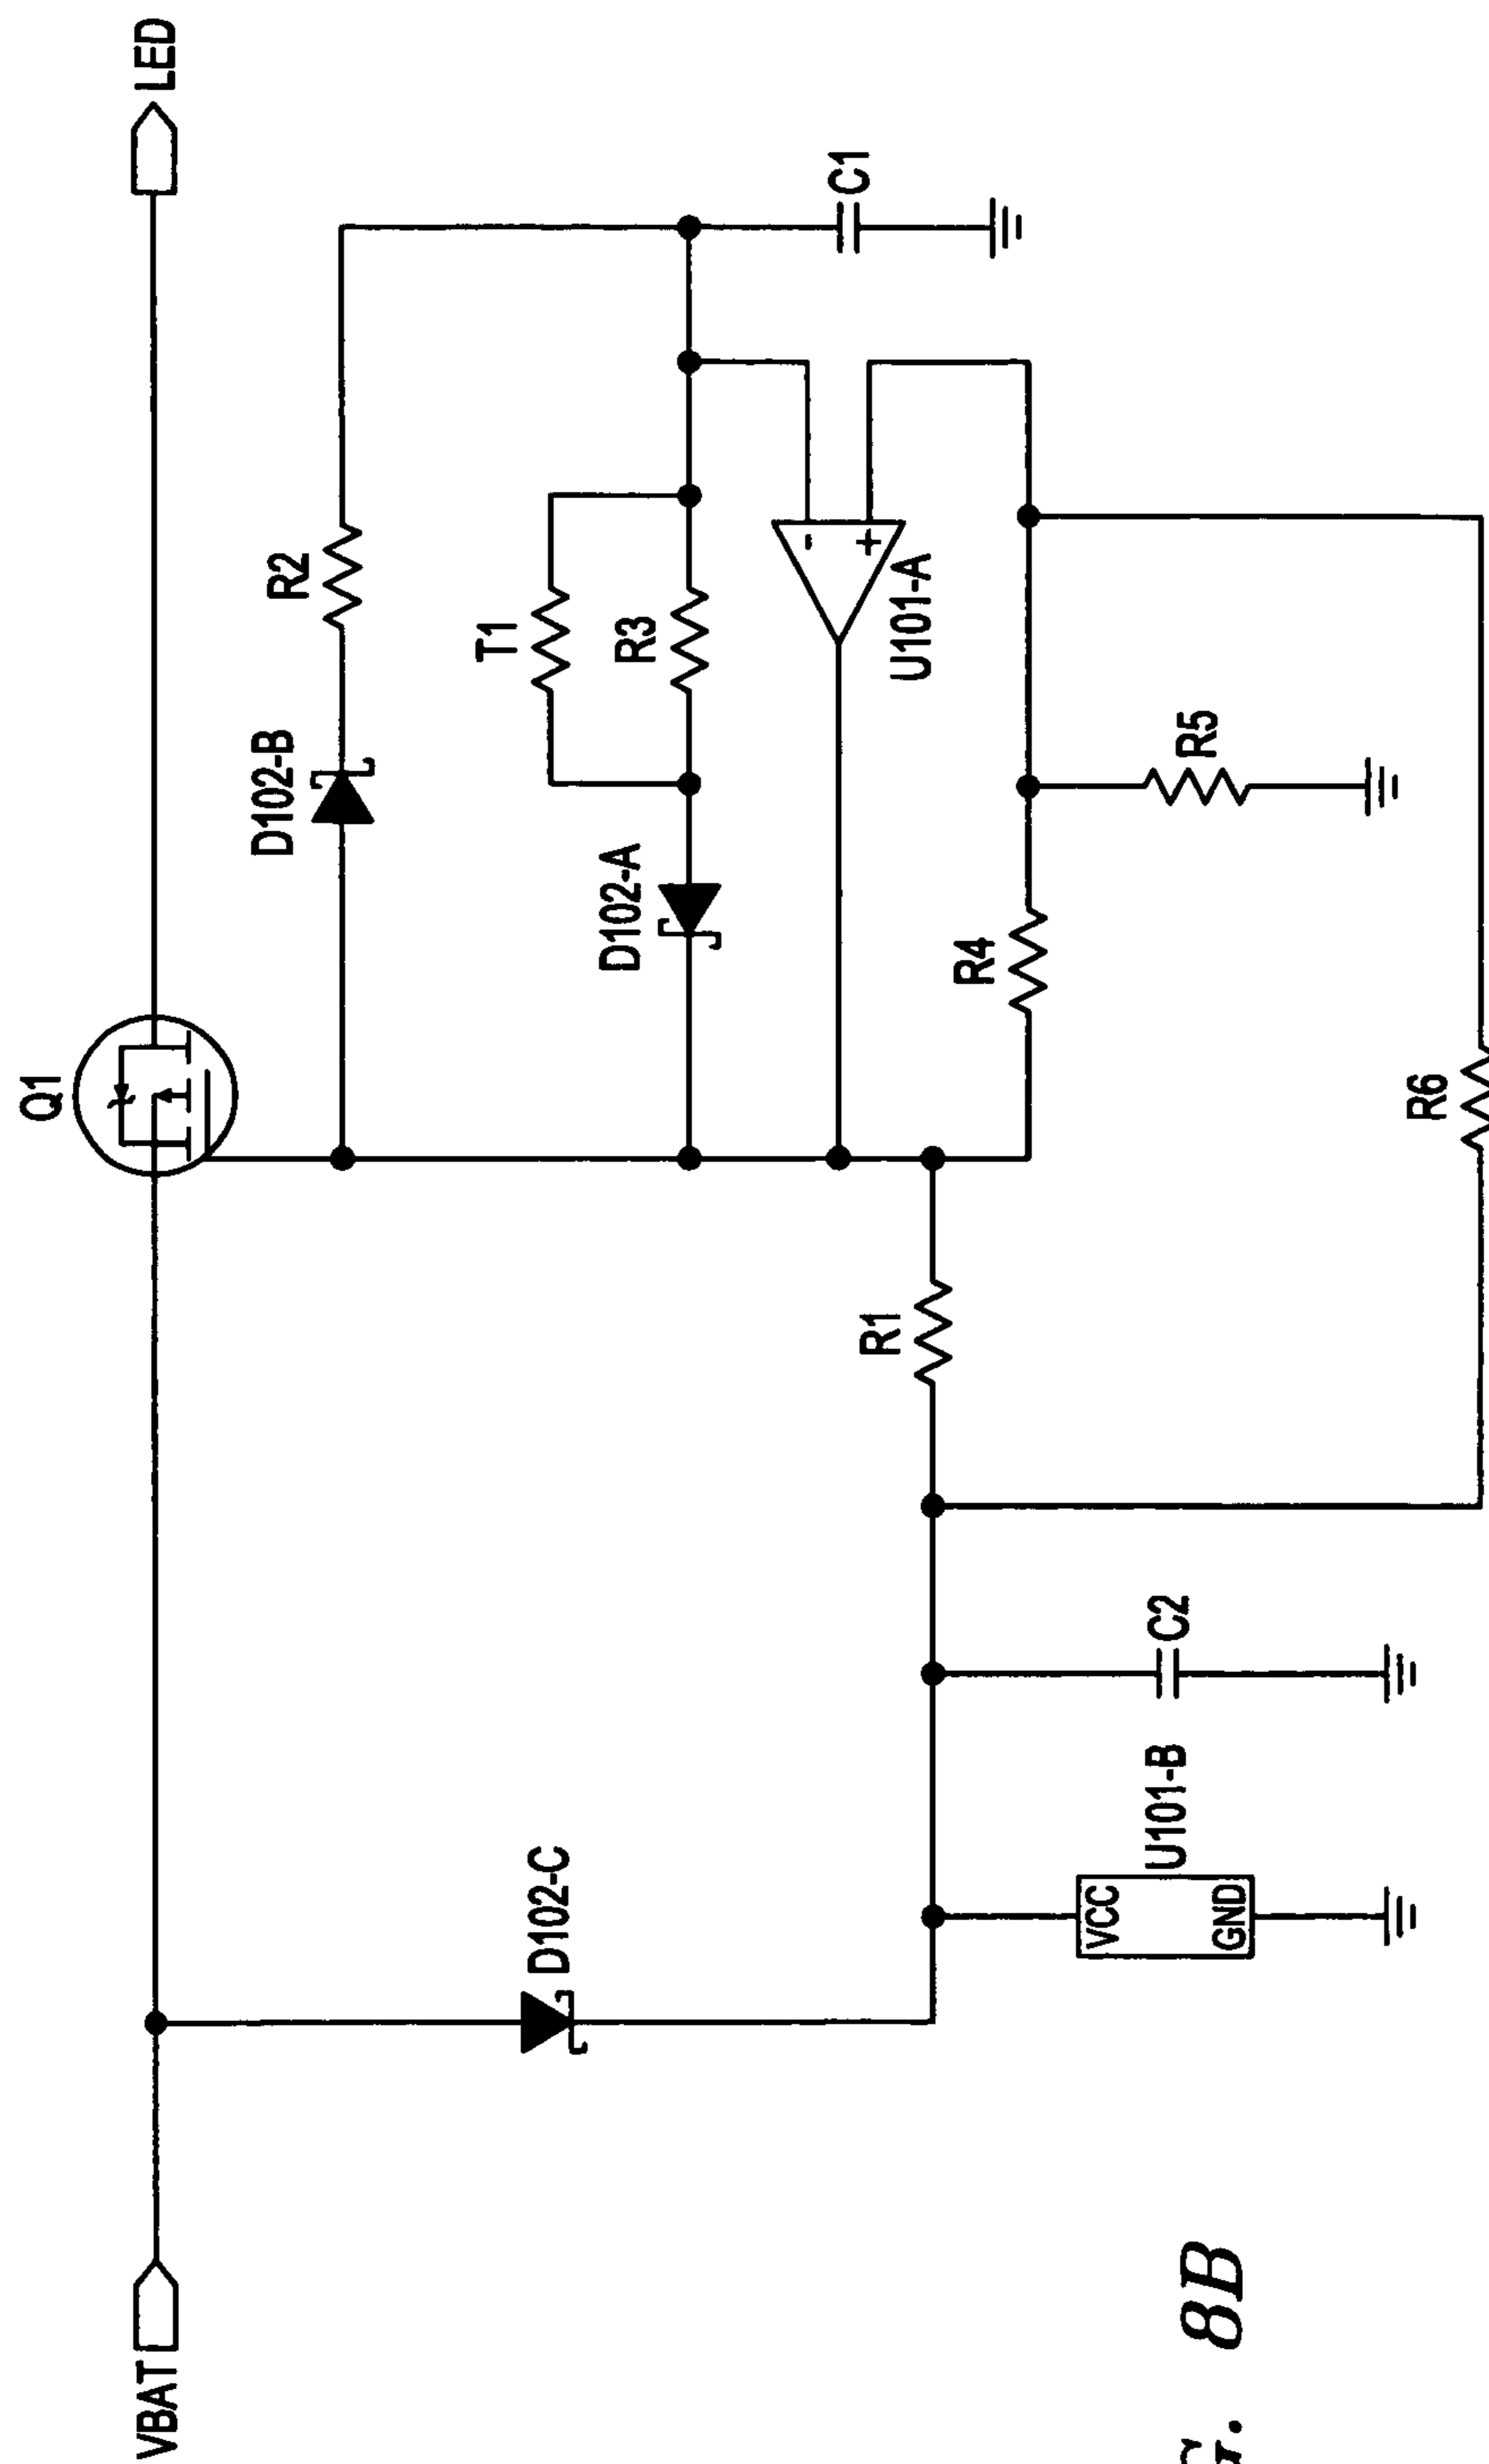 Q1
VBAT
LED
D102-B
R2
T1
D102-C
D102-A
R3
-
+
C1
R1
U101-A
R4
VCC
GND
U101-B
C2
R5
8B
R6